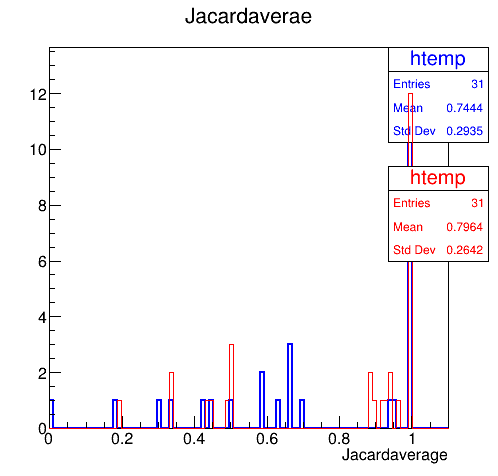 Jacardaverae
htemp
Entries 31
Mean 0.7444
Std Dev 0.2935
htemp
Entries 31
Mean 0.7964
Std Dev 0.2642
12
10
8
6
4
2
0
0 0.2 0.4 0.6 0.8 1
Jacardaverage